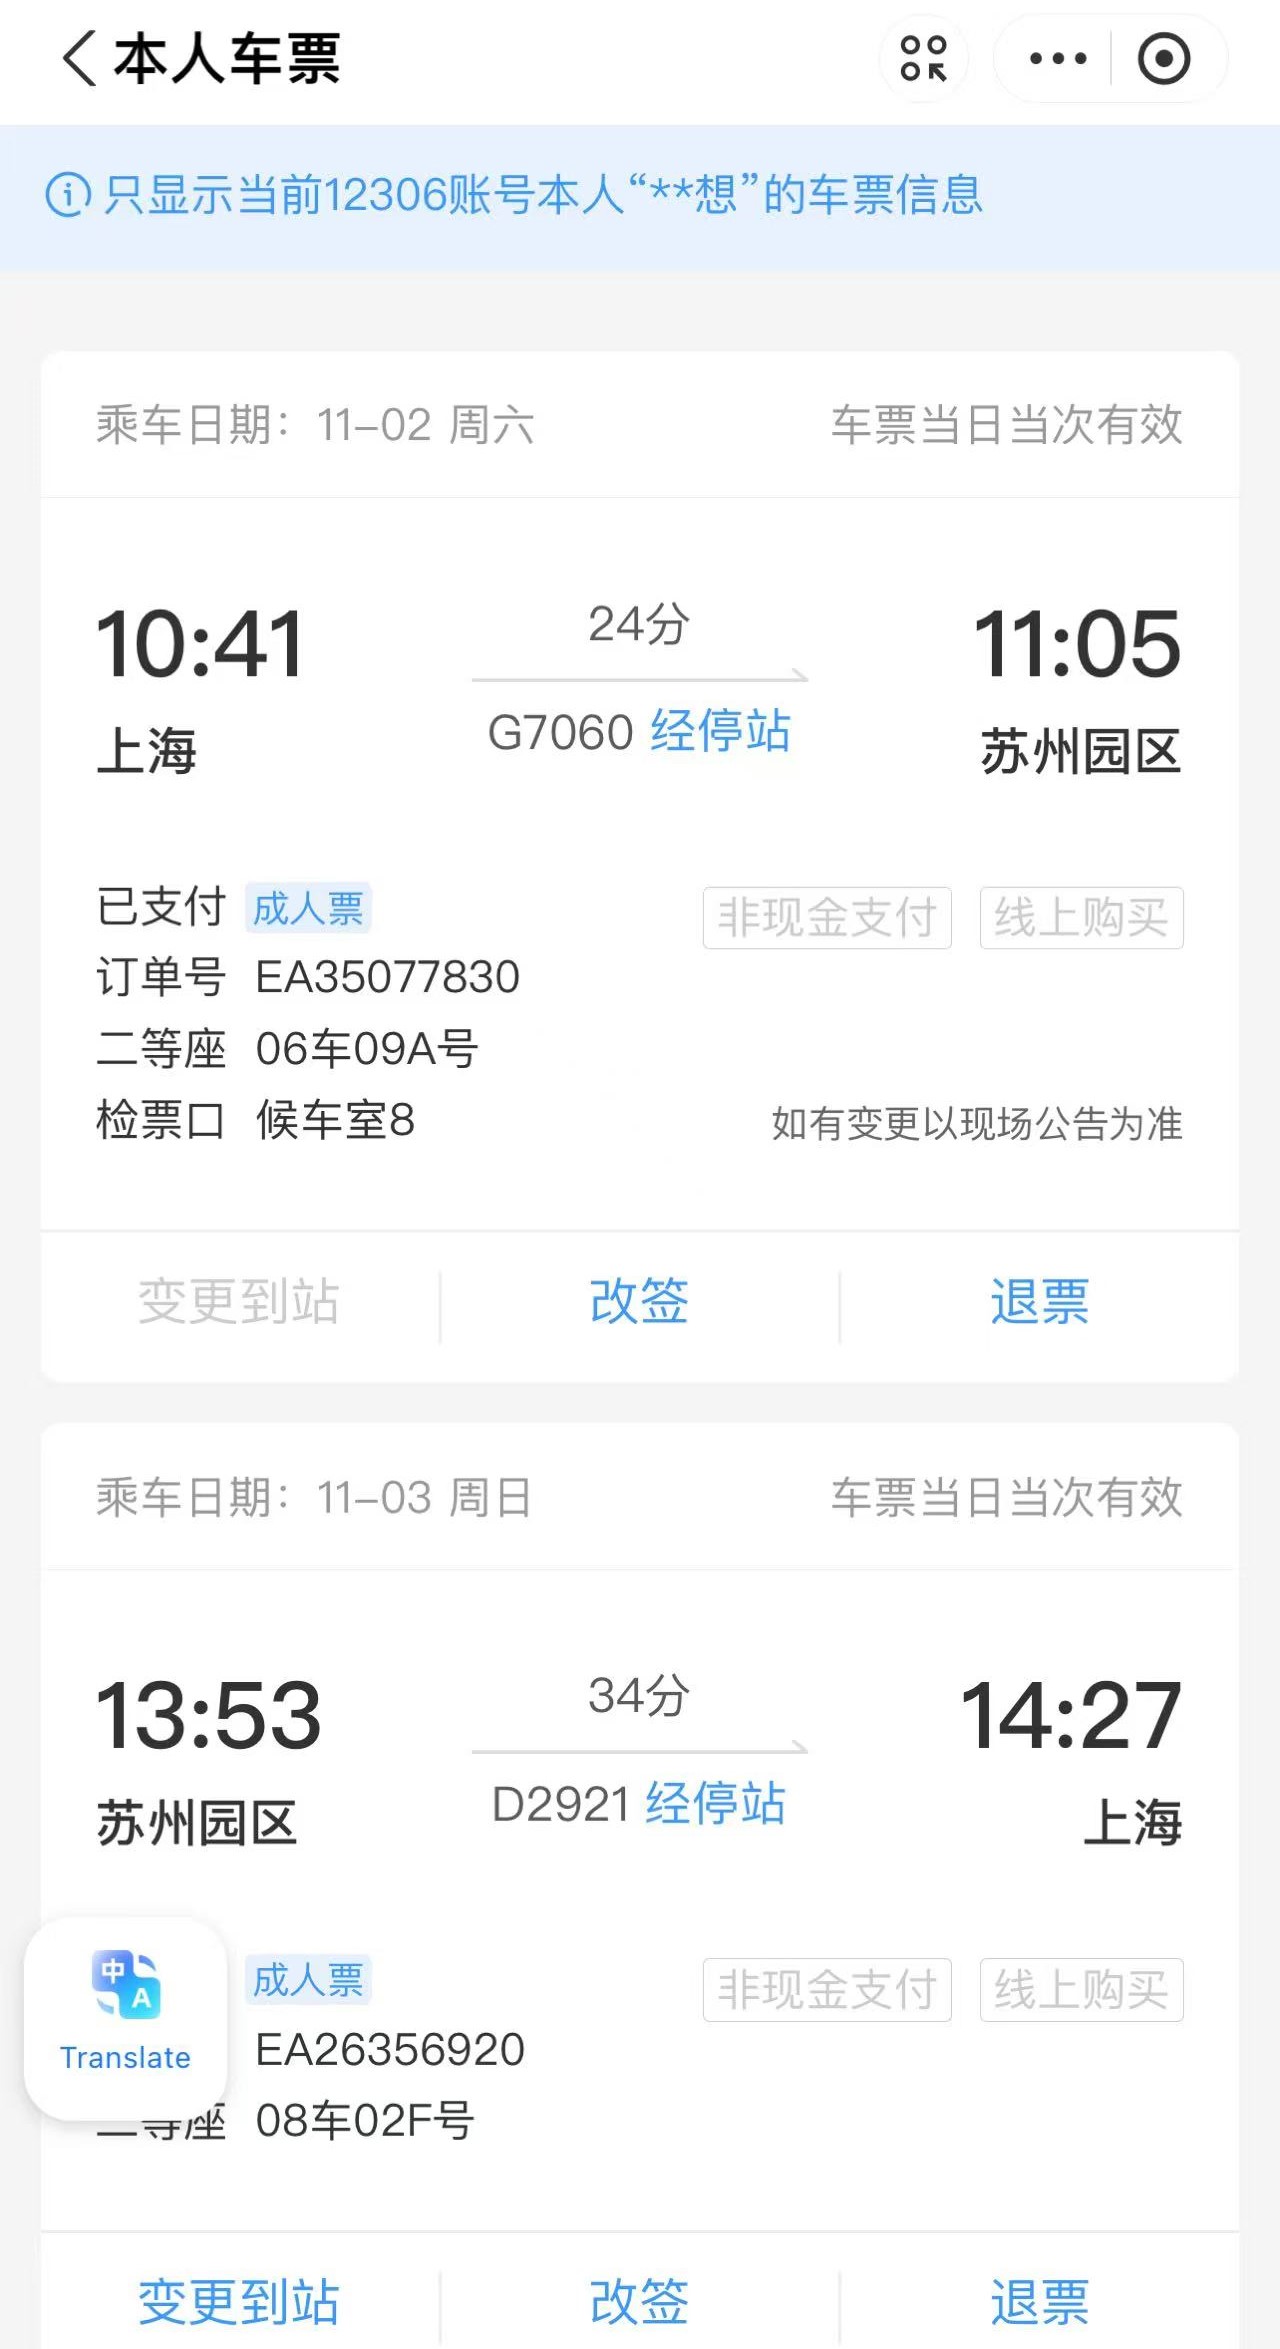 本人车票
只显示当前12306账号本人“**想”的车票信息
乘车日期：11-02 周六 车票当日当次有效
10:41 24分 11:05
上海 G7060 经停站 苏州园区
已支付 成人票 非现金支付 线上购买
订单号 EA35077830
二等座 06车09A号
检票口 候车室8 如有变更以现场公告为准
变更到站 改签 退票
乘车日期：11-03 周日 车票当日当次有效
13:53 34分 14:27
苏州园区 D2921 经停站 上海
成人票 非现金支付 线上购买
中 A
Translate
EA26356920
二等座 08车02F号
变更到站 改签 退票